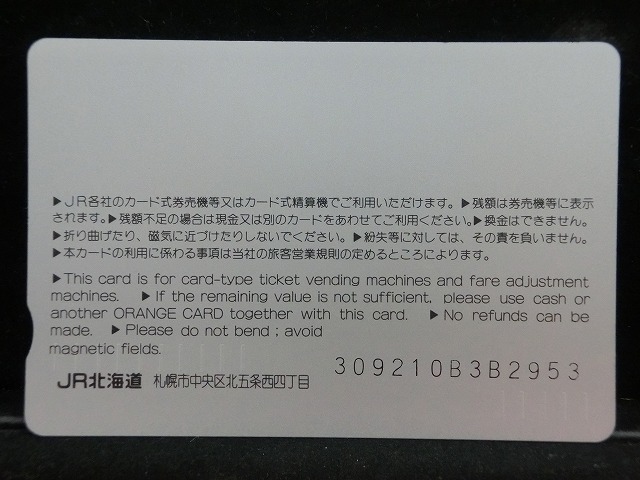 ▶JR各社のカード式券売機等又はカード式精算機でご利用いただけます。▶残額は券売機等に表示
されます。▶残額不足の場合は現金又は別のカードをあわせてご利用ください。▶換金はできません。
▶折り曲げたり、磁気に近づけたりしないでください。▶紛失等に対しては、その責を負いません。
▶本カードの利用に係わる事項は当社の旅客営業規則の定めるところによります。
▶This card is for card-type ticket vending machines and fare adjustment
machines. ▶If the remaining value is not sufficient, please use cash or
another ORANGE CARD together with this card. ▶No refunds can be
made. ▶Please do not bend ; avoid
magnetic fields.
309210B3B2953
JR北海道 札幌市中央区北五条西四丁目